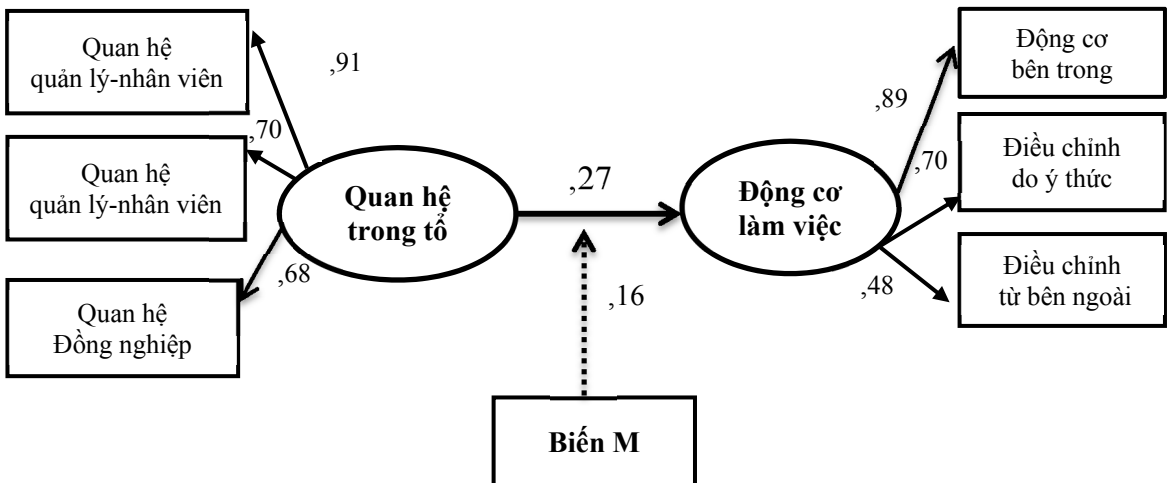 Quan hệ
quản lý-nhân viên
,91
,70
Quan hệ
quản lý-nhân viên
,68
Quan hệ
Đồng nghiệp
Quan hệ
trong tổ
,27
,16
Biến M
Động cơ
làm việc
,89
,70
,48
Động cơ
bên trong
Điều chỉnh
do ý thức
Điều chỉnh
từ bên ngoài